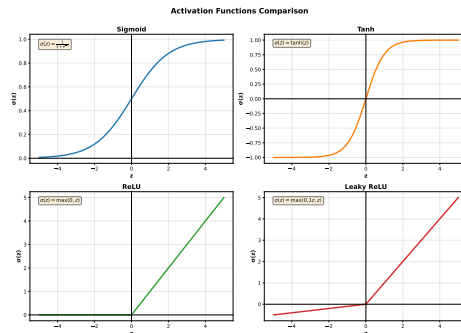 Activation Functions Comparison
Sigmoid
σ(z) = 1/(1+e⁻ᶻ)
σ(z)
1.0
0.8
0.6
0.4
0.2
0.0
−4 −2 0 2 4
z
Tanh
σ(z) = tanh(z)
σ(z)
1.00
0.75
0.50
0.25
0.00
−0.25
−0.50
−0.75
−1.00
−4 −2 0 2 4
z
ReLU
σ(z) = max(0, z)
σ(z)
5
4
3
2
1
0
−4 −2 0 2 4
Leaky ReLU
σ(z) = max(0.1z, z)
σ(z)
5
4
3
2
1
0
−4 −2 0 2 4